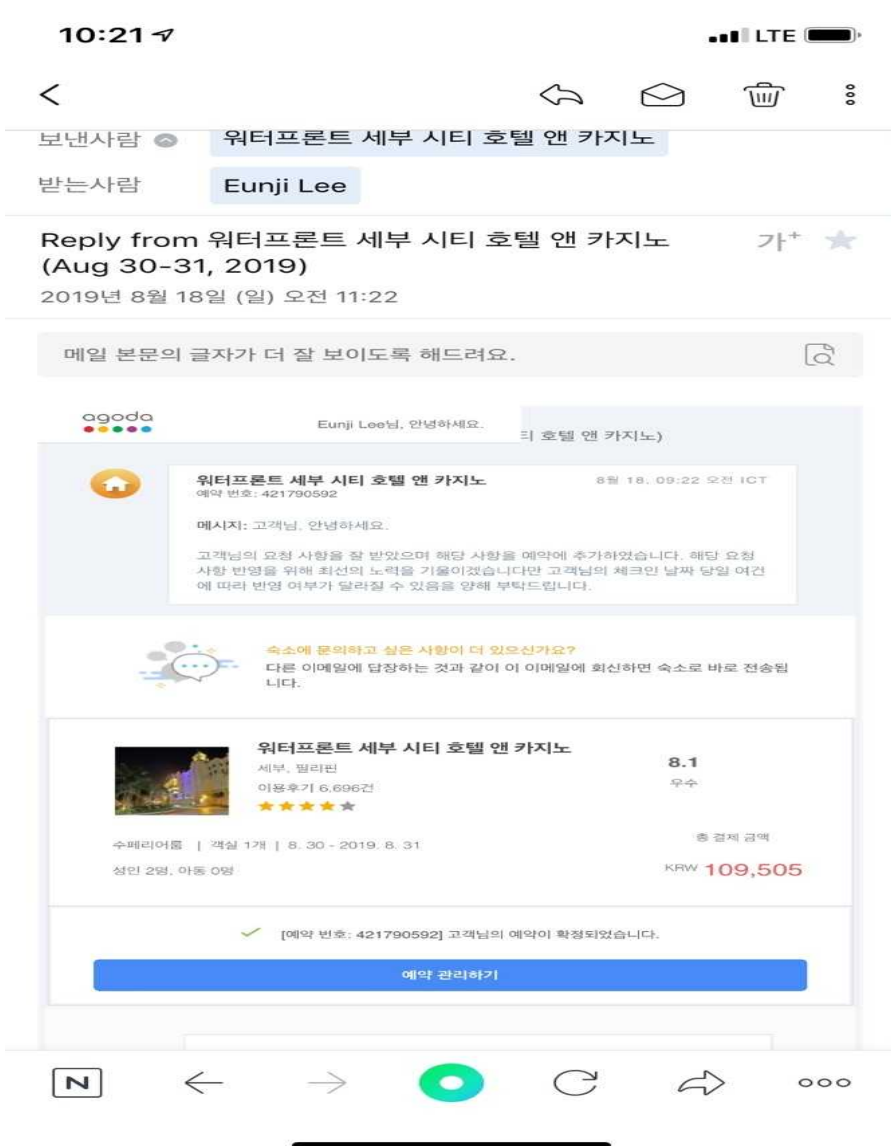 10:21
LTE
보낸사람 워터프론트 세부 시티 호텔 앤 카지노
받는사람 Eunji Lee
Reply from 워터프론트 세부 시티 호텔 앤 카지노 가+
(Aug 30-31, 2019)
2019년 8월 18일 (일) 오전 11:22
메일 본문의 글자가 더 잘 보이도록 해드려요.
agoda Eunji Lee님, 안녕하세요.
티 호텔 앤 카지노)
워터프론트 세부 시티 호텔 앤 카지노 8월 18, 09:22 오전 ICT
예약 번호: 421790592
메시지: 고객님, 안녕하세요.
고객님의 요청 사항을 잘 받았으며 해당 사항을 예약에 추가하였습니다. 해당 요청
사항 반영을 위해 최선의 노력을 기울이겠습니다만 고객님의 체크인 날짜 당일 여건
에 따라 반영 여부가 달라질 수 있음을 양해 부탁드립니다.
숙소에 문의하고 싶은 사항이 더 있으신가요?
다른 이메일에 답장하는 것과 같이 이 이메일에 회신하면 숙소로 바로 전송됩
니다.
워터프론트 세부 시티 호텔 앤 카지노 8.1
세부, 필리핀 우수
이용후기 6,696건
수페리어룸 | 객실 1개 | 8. 30 - 2019. 8. 31 총 결제 금액
성인 2명, 아동 0명 KRW 109,505
[예약 번호: 421790592] 고객님의 예약이 확정되었습니다.
예약 관리하기
N